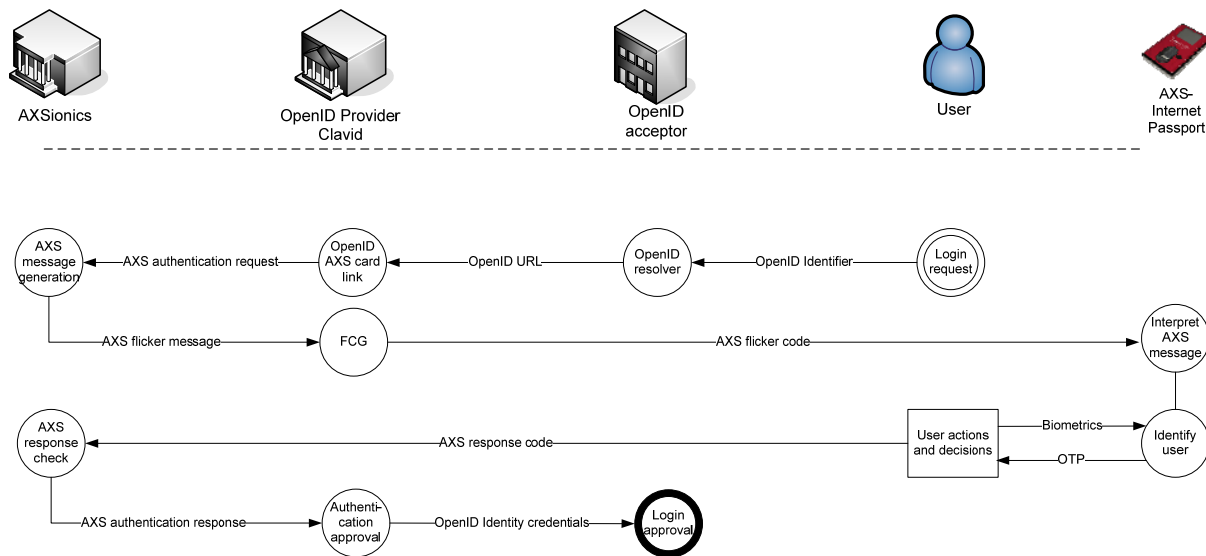 AXSionics
OpenID Provider
Clavid
OpenID
acceptor
User
AXS-
Internet
Passport
AXS
message
generation
AXS authentication request
OpenID
AXS card
link
OpenID URL
OpenID
resolver
OpenID Identifier
Login
request
AXS flicker message
FCG
AXS flicker code
Interpret
AXS
message
AXS
response
check
AXS response code
User actions
and decisions
Biometrics
OTP
Identify
user
AXS authentication response
Authenti-
cation
approval
OpenID Identity credentials
Login
approval